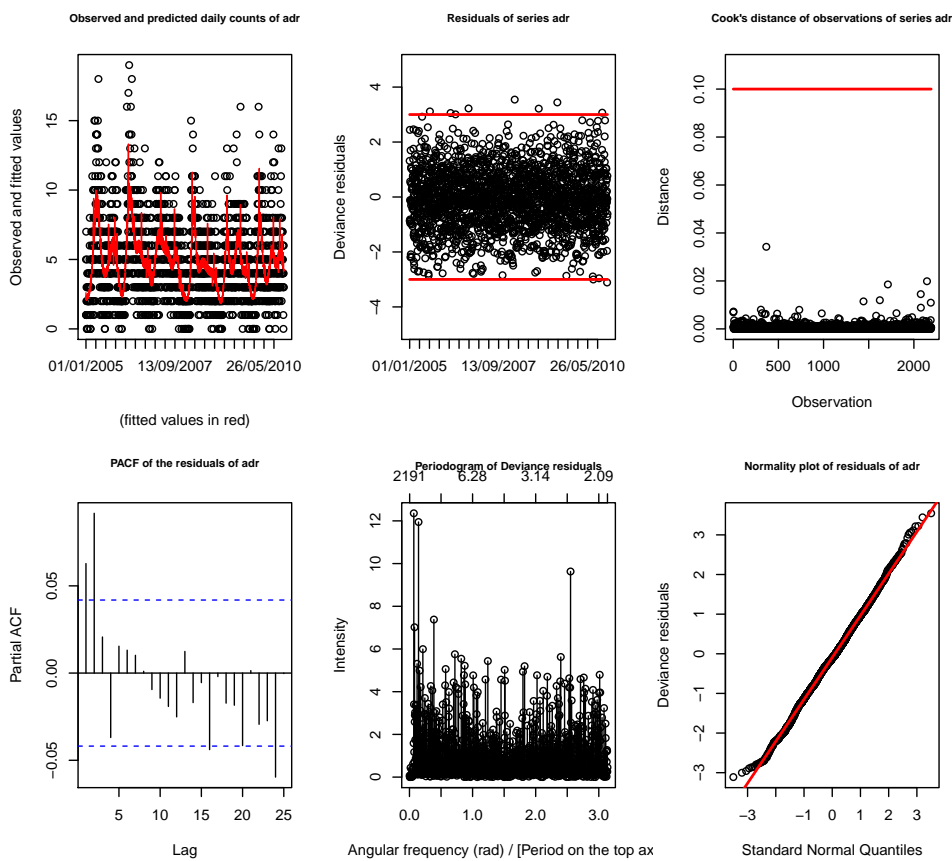 Observed and predicted daily counts of adr
Observed and fitted values
15
10
5
0
01/01/2005 13/09/2007 26/05/2010
(fitted values in red)
Residuals of series adr
Deviance residuals
4
2
0
−2
−4
01/01/2005 13/09/2007 26/05/2010
Cook's distance of observations of series adr
Distance
0.10
0.08
0.06
0.04
0.02
0.00
0 500 1000 2000
Observation
PACF of the residuals of adr
Partial ACF
0.05
0.00
−0.05
5 10 15 20 25
Lag
Periodogram of Deviance residuals
2191 6.28 3.14 2.09
Intensity
12
10
8
6
4
2
0
0.0 1.0 2.0 3.0
Angular frequency (rad) / [Period on the top ax
Normality plot of residuals of adr
Deviance residuals
3
2
1
0
−1
−2
−3
−3 −2 −1 0 1 2 3
Standard Normal Quantiles